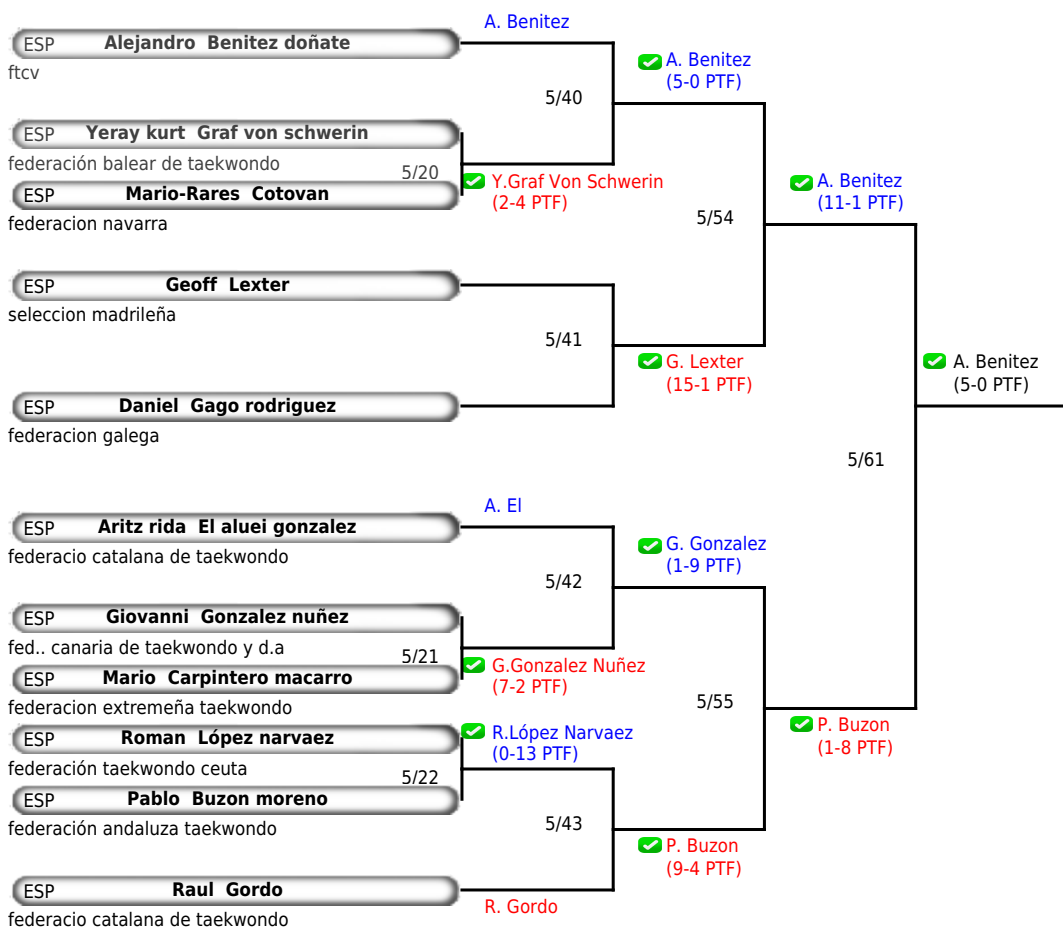 A. Benitez
ESP Alejandro Benitez doñate
ftcv
A. Benitez
(5-0 PTF)
5/40
ESP Yeray kurt Graf von schwerin
federación balear de taekwondo
5/20
Y.Graf Von Schwerin
(2-4 PTF)
ESP Mario-Rares Cotovan
federacion navarra
A. Benitez
(11-1 PTF)
5/54
ESP Geoff Lexter
seleccion madrileña
5/41
G. Lexter
(15-1 PTF)
A. Benitez
(5-0 PTF)
ESP Daniel Gago rodriguez
federacion galega
5/61
A. El
ESP Aritz rida El aluei gonzalez
federacio catalana de taekwondo
G. Gonzalez
(1-9 PTF)
5/42
ESP Giovanni Gonzalez nuñez
fed.. canaria de taekwondo y d.a
5/21
G.Gonzalez Nuñez
(7-2 PTF)
ESP Mario Carpintero macarro
federacion extremeña taekwondo
5/55
P. Buzon
(1-8 PTF)
ESP Roman López narvaez
federación taekwondo ceuta
R.López Narvaez
(0-13 PTF)
5/22
ESP Pablo Buzon moreno
federación andaluza taekwondo
5/43
P. Buzon
(9-4 PTF)
ESP Raul Gordo
federacio catalana de taekwondo
R. Gordo